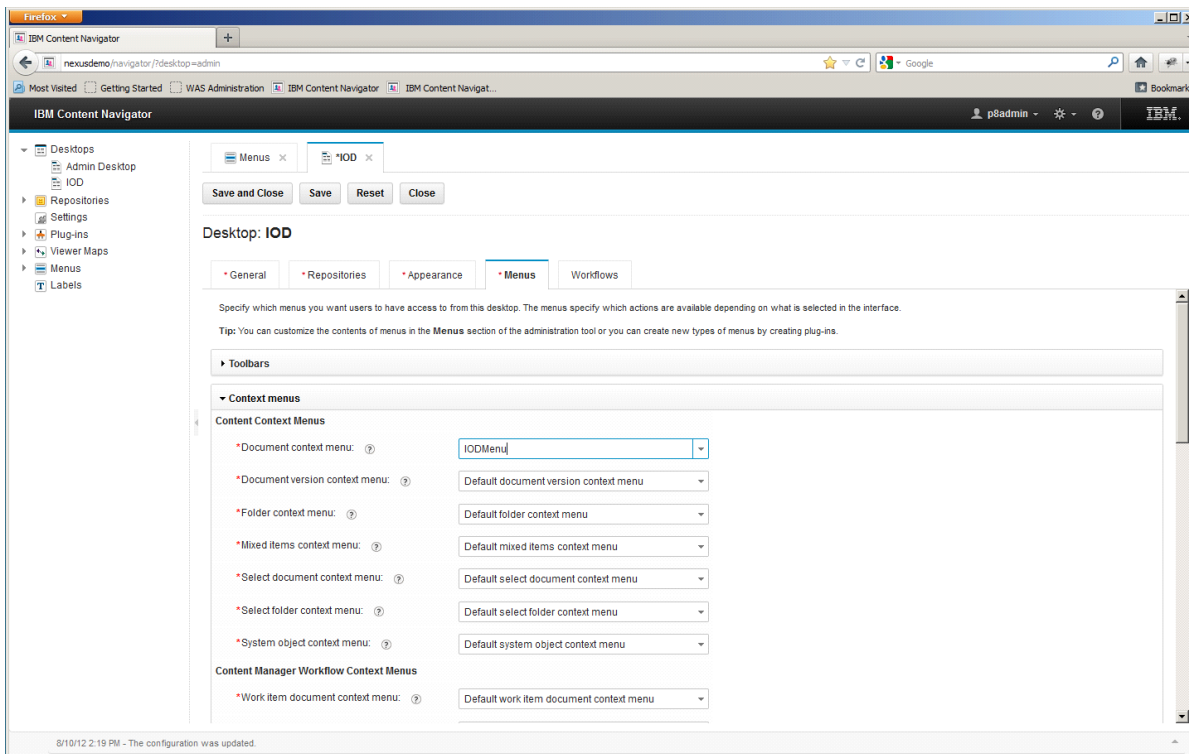 Firefox
IBM Content Navigator
+
nexusdemo/navigator/?desktop=admin
Google
Most Visited Getting Started WAS Administration IBM Content Navigator IBM Content Navigat... Bookmark
IBM Content Navigator p8admin ? IBM.
Desktops
Admin Desktop
IOD
Repositories
Settings
Plug-ins
Viewer Maps
Menus
T Labels
Menus × *IOD ×
Save and Close Save Reset Close
Desktop: IOD
*General *Repositories *Appearance *Menus Workflows
Specify which menus you want users to have access to from this desktop. The menus specify which actions are available depending on what is selected in the interface.
Tip: You can customize the contents of menus in the Menus section of the administration tool or you can create new types of menus by creating plug-ins.
Toolbars
Context menus
Content Context Menus
*Document context menu: ? IODMenu
*Document version context menu: ? Default document version context menu
*Folder context menu: ? Default folder context menu
*Mixed items context menu: ? Default mixed items context menu
*Select document context menu: ? Default select document context menu
*Select folder context menu: ? Default select folder context menu
*System object context menu: ? Default system object context menu
Content Manager Workflow Context Menus
*Work item document context menu: ? Default work item document context menu
8/10/12 2:19 PM - The configuration was updated.